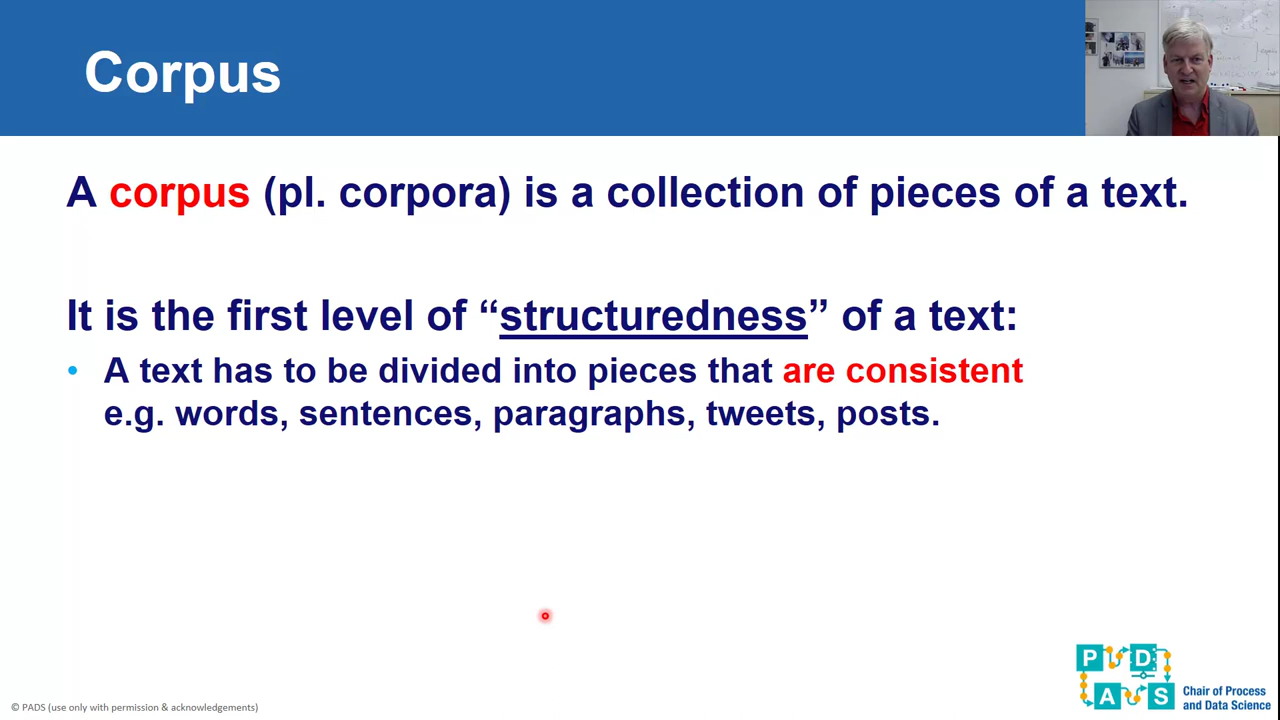 Corpus
A corpus (pl. corpora) is a collection of pieces of a text.
It is the first level of “structuredness” of a text:
• A text has to be divided into pieces that are consistent
e.g. words, sentences, paragraphs, tweets, posts.
© PADS (use only with permission & acknowledgements)
P D
A S
Chair of Process
and Data Science